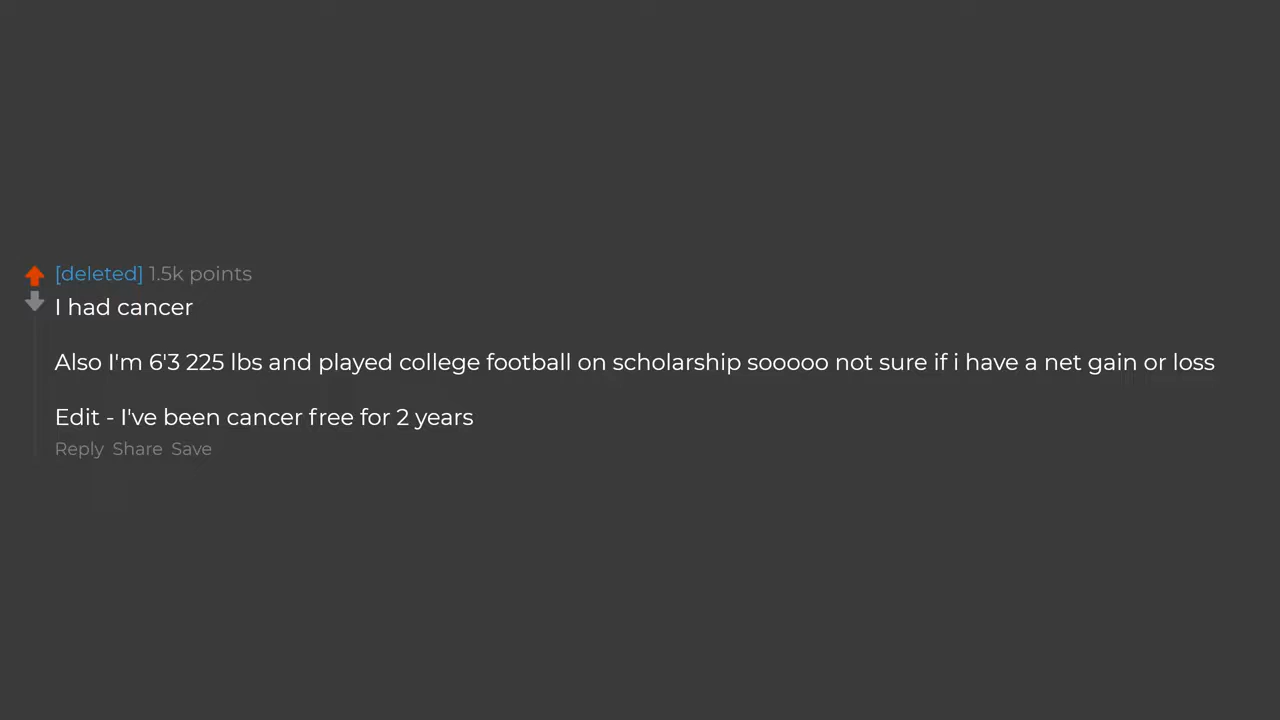 [deleted] 1.5k points
I had cancer
Also I'm 6'3 225 lbs and played college football on scholarship sooooo not sure if i have a net gain or loss
Edit - I've been cancer free for 2 years
Reply Share Save